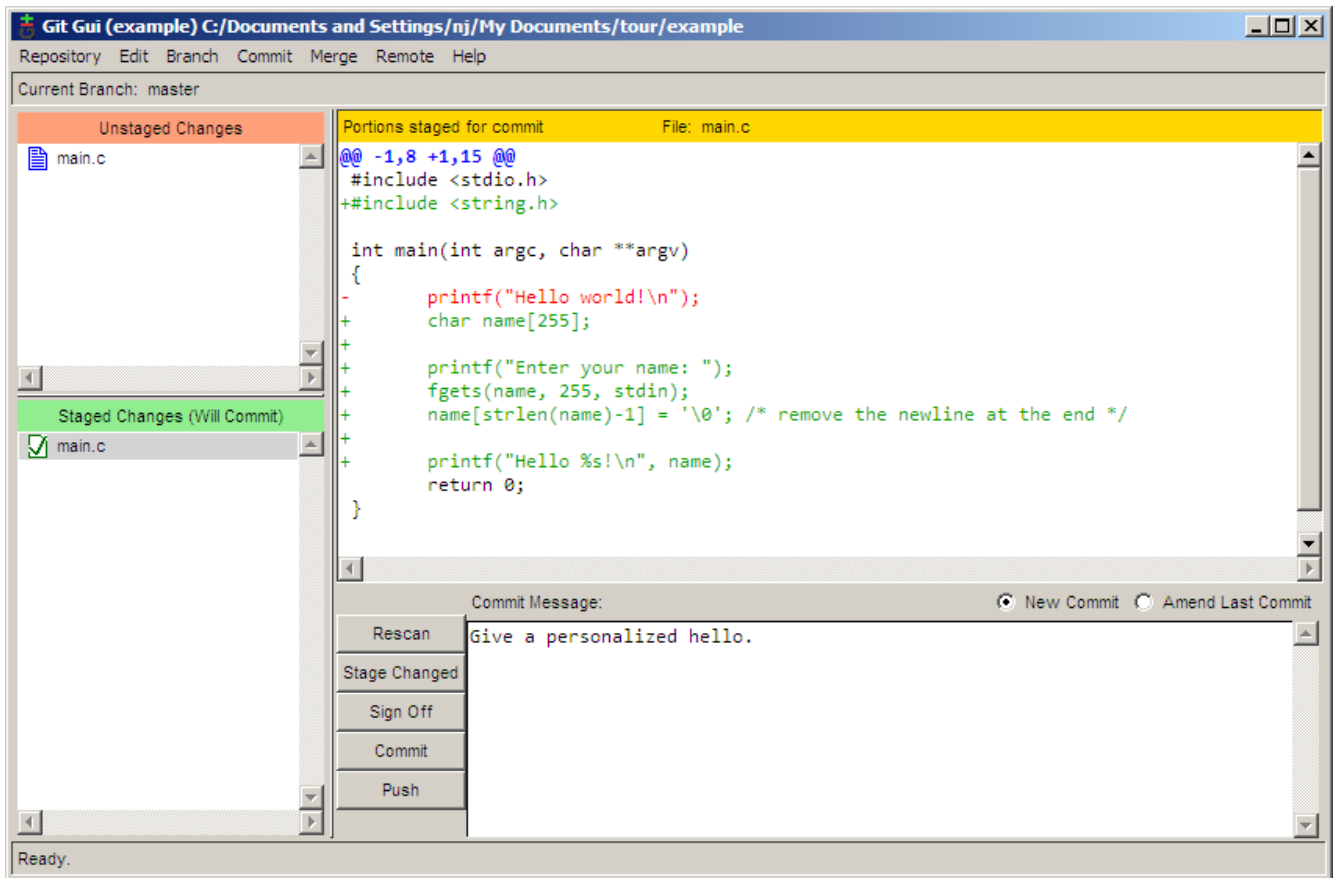 Git Gui (example) C:/Documents and Settings/nj/My Documents/tour/example
Repository Edit Branch Commit Merge Remote Help
Current Branch: master
Unstaged Changes
main.c
Staged Changes (Will Commit)
main.c
Portions staged for commit File: main.c
@@ -1,8 +1,15 @@
 #include <stdio.h>
+#include <string.h>

 int main(int argc, char **argv)
 {
-       printf("Hello world!\n");
+       char name[255];
+
+       printf("Enter your name: ");
+       fgets(name, 255, stdin);
+       name[strlen(name)-1] = '\0'; /* remove the newline at the end */
+
+       printf("Hello %s!\n", name);
        return 0;
 }
Commit Message: New Commit Amend Last Commit
Rescan
Stage Changed
Sign Off
Commit
Push
Give a personalized hello.
Ready.